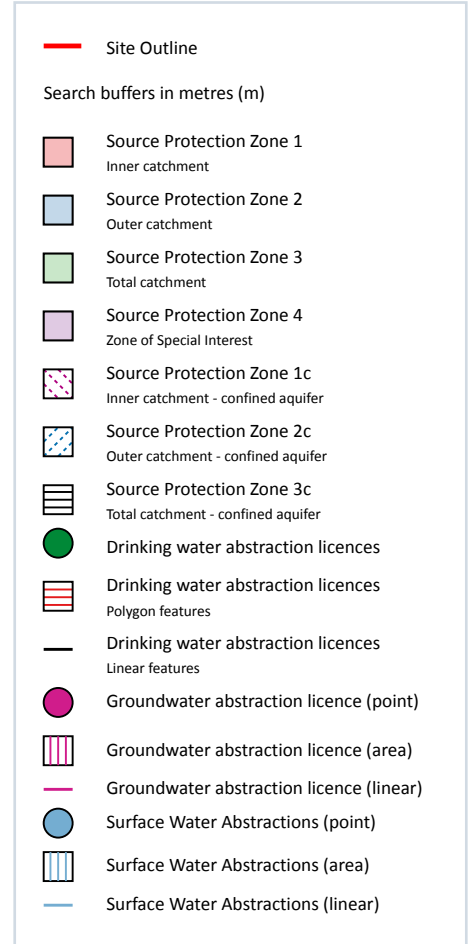 Site Outline
Search buffers in metres (m)
Source Protection Zone 1
Inner catchment
Source Protection Zone 2
Outer catchment
Source Protection Zone 3
Total catchment
Source Protection Zone 4
Zone of Special Interest
Source Protection Zone 1c
Inner catchment - confined aquifer
Source Protection Zone 2c
Outer catchment - confined aquifer
Source Protection Zone 3c
Total catchment - confined aquifer
Drinking water abstraction licences
Drinking water abstraction licences
Polygon features
Drinking water abstraction licences
Linear features
Groundwater abstraction licence (point)
Groundwater abstraction licence (area)
Groundwater abstraction licence (linear)
Surface Water Abstractions (point)
Surface Water Abstractions (area)
Surface Water Abstractions (linear)